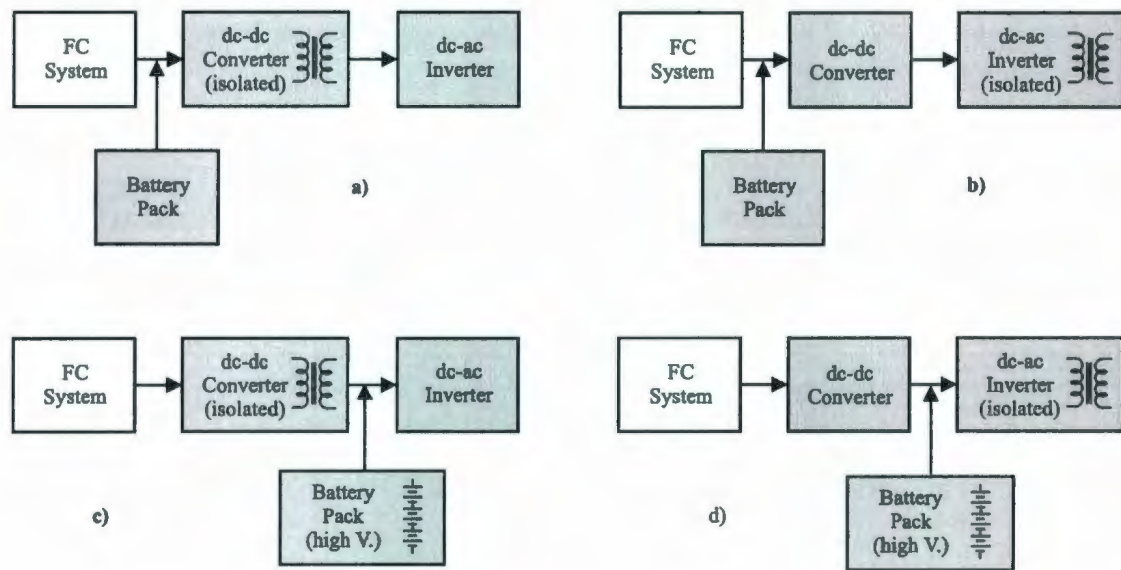 FC
System
dc-dc
Converter
(isolated)
dc-ac
Inverter
Battery
Pack
a)
FC
System
dc-dc
Converter
dc-ac
Inverter
(isolated)
Battery
Pack
b)
FC
System
dc-dc
Converter
(isolated)
dc-ac
Inverter
c)
Battery
Pack
(high V.)
FC
System
dc-dc
Converter
dc-ac
Inverter
(isolated)
d)
Battery
Pack
(high V.)